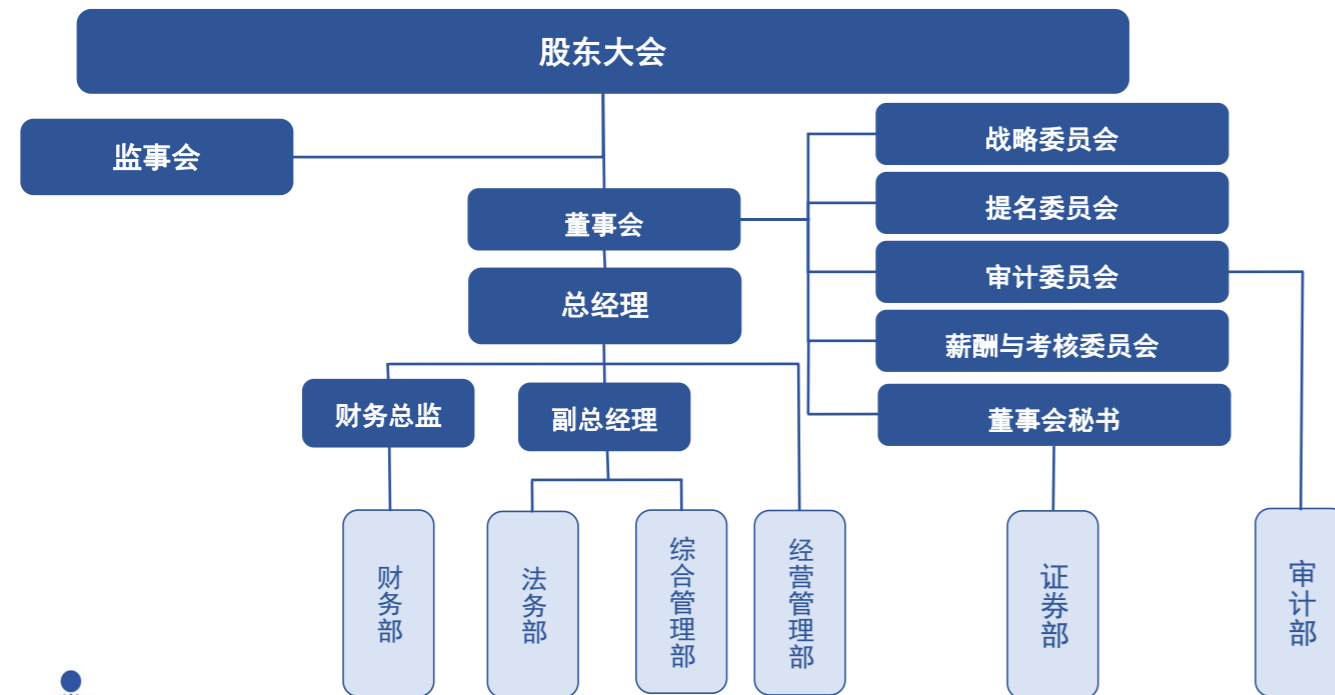 股东大会
监事会
战略委员会
提名委员会
董事会
审计委员会
总经理
薪酬与考核委员会
财务总监
副总经理
董事会秘书
财务部
法务部
综合管理部
经营管理部
证券部
审计部